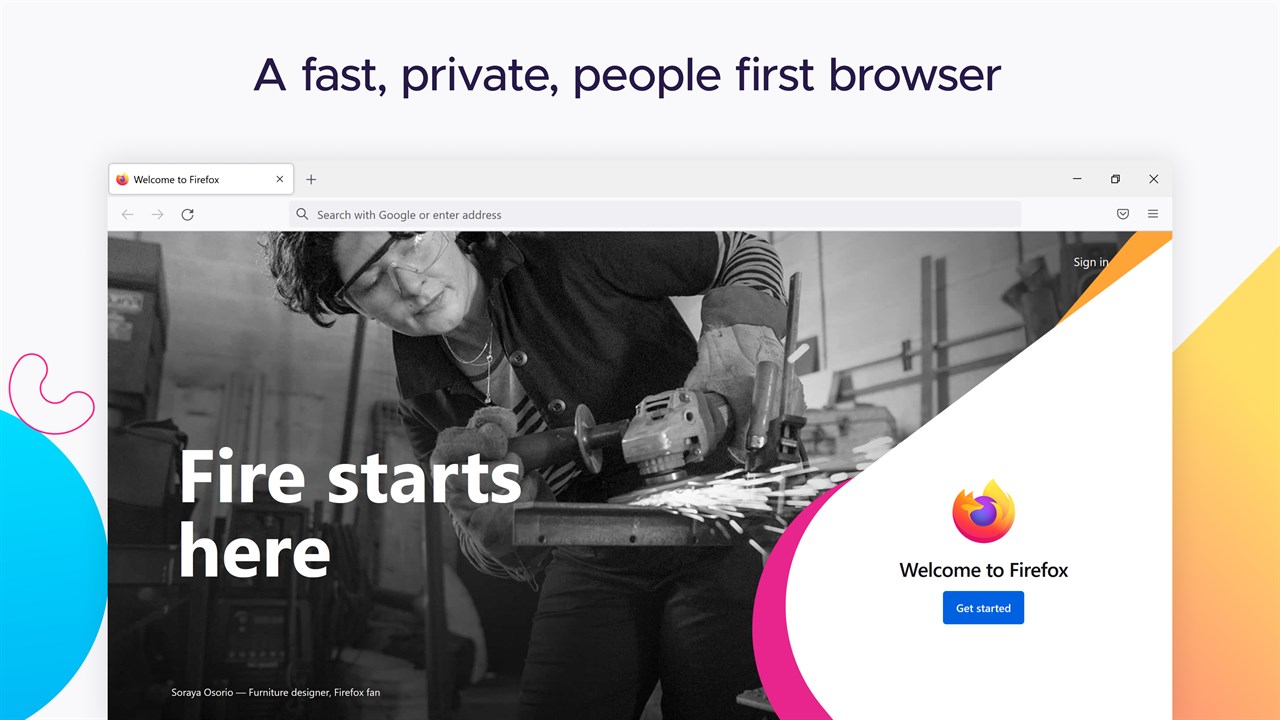 A fast, private, people first browser
Welcome to Firefox
Search with Google or enter address
Sign in
Fire starts
here
Welcome to Firefox
Get started
Soraya Osorio — Furniture designer, Firefox fan